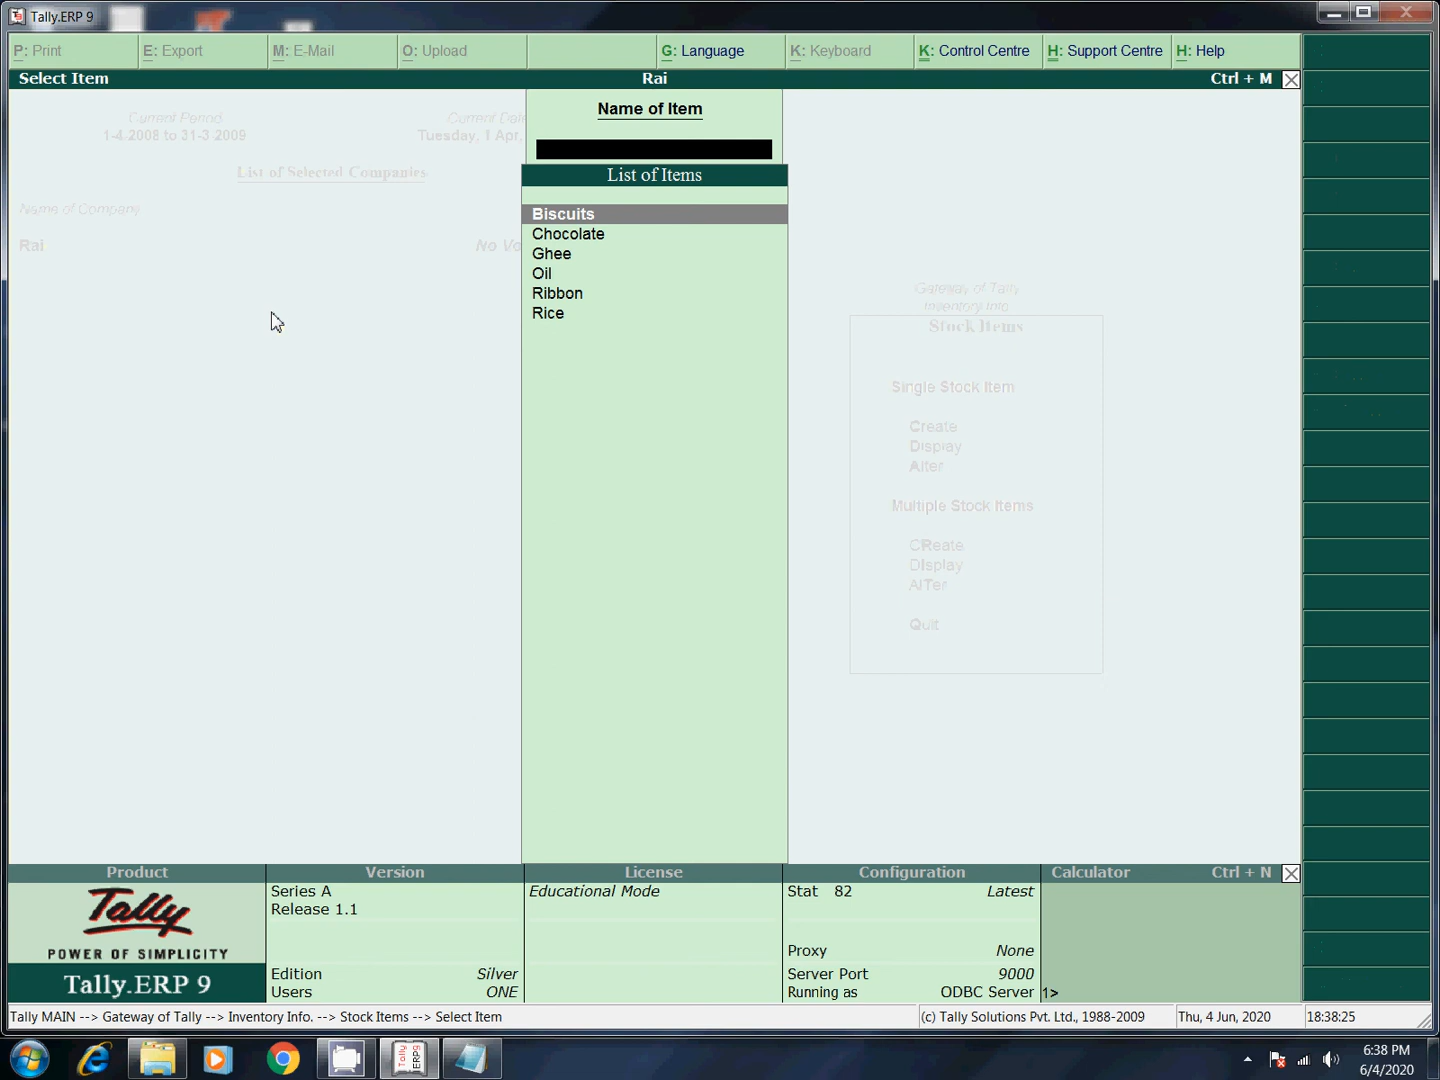 Tally.ERP 9
P: Print
E: Export
M: E-Mail
O: Upload
G: Language
K: Keyboard
K: Control Centre
H: Support Centre
H: Help
Select Item
Rai
Ctrl + M
Current Period
1-4-2008 to 31-3-2009
Current Date
Tuesday, 1 Apr,
List of Selected Companies
Name of Company
Rai
No Vo
Name of Item
List of Items
Biscuits
Chocolate
Ghee
Oil
Ribbon
Rice
Gateway of Tally
Inventory Info.
Stock Items
Single Stock Item
Create
Display
Alter
Multiple Stock Items
CReate
DIsplay
AlTer
Quit
Product
Tally
POWER OF SIMPLICITY
Tally.ERP 9
Version
Series A
Release 1.1
Edition Silver
Users ONE
License
Educational Mode
Configuration
Stat 82 Latest
Proxy None
Server Port 9000
Running as ODBC Server
Calculator
Ctrl + N
1>
Tally MAIN --> Gateway of Tally --> Inventory Info. --> Stock Items --> Select Item
(c) Tally Solutions Pvt. Ltd., 1988-2009
Thu, 4 Jun, 2020
18:38:25
Tally
ERP9
6:38 PM
6/4/2020